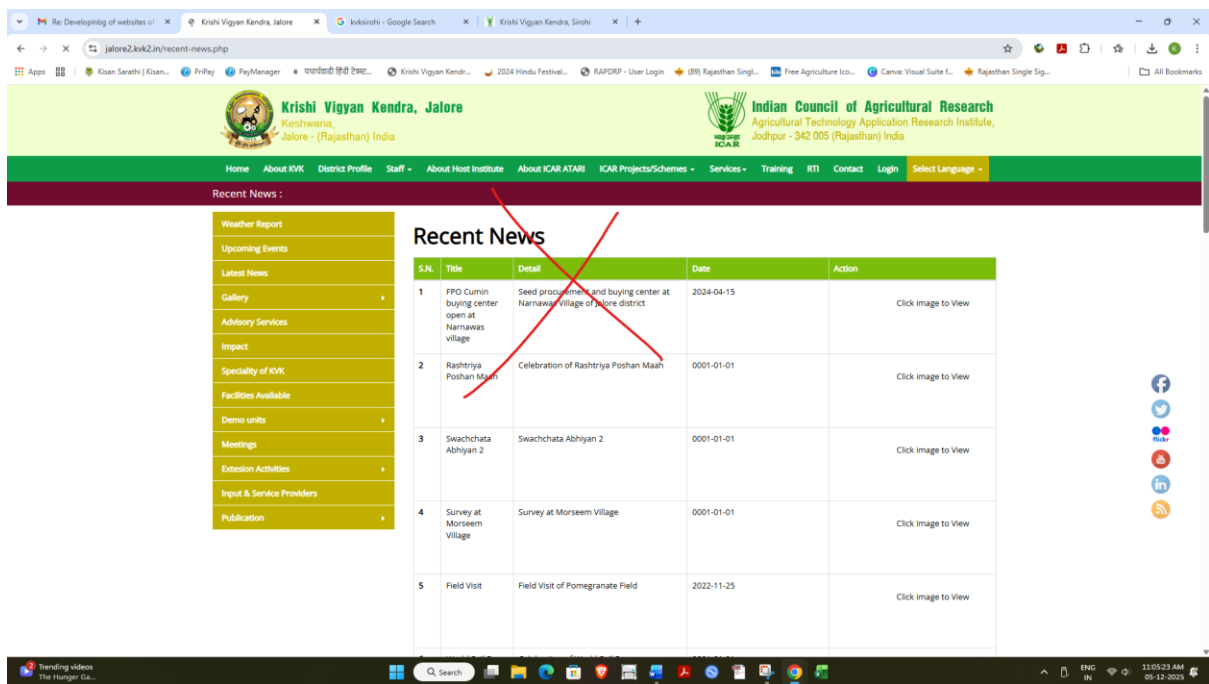 Re: Developinbg of websites of
Krishi Vigyan Kendra, Jalore
kvksirohi - Google Search
Krishi Vigyan Kendra, Sirohi
jalore2.kvk2.in/recent-news.php
Apps
Kisan Sarathi | Kisan...
PriPay
PayManager
यथार्थवादी हिंदी टेक्स्ट...
Krishi Vigyan Kendr...
2024 Hindu Festival...
RAPDRP - User Login
(89) Rajasthan Singl...
Free Agriculture Ico...
Canva: Visual Suite f...
Rajasthan Single Sig...
All Bookmarks
Krishi Vigyan Kendra, Jalore
Keshwana,
Jalore - (Rajasthan) India
ICAR
Indian Council of Agricultural Research
Agricultural Technology Application Research Institute,
Jodhpur - 342 005 (Rajasthan) India
Home About KVK District Profile Staff About Host Institute About ICAR ATARI ICAR Projects/Schemes Services Training RTI Contact Login Select Language
Recent News :
Weather Report
Upcoming Events
Latest News
Gallery
Advisory Services
Impact
Speciality of KVK
Facilities Available
Demo units
Meetings
Extesion Activities
Input & Service Providers
Publication
Recent News
S.N. Title Detail Date Action
1 FPO Cumin Seed procurement and buying center at 2024-04-15
buying center Narnawas Village of Jalore district Click image to View
open at
Narnawas
village
2 Rashtriya Celebration of Rashtriya Poshan Maah 0001-01-01
Poshan Maah Click image to View
3 Swachchata Swachchata Abhiyan 2 0001-01-01
Abhiyan 2 Click image to View
4 Survey at Survey at Morseem Village 0001-01-01
Morseem Click image to View
Village
5 Field Visit Field Visit of Pomegranate Field 2022-11-25
Click image to View
flickr
2
Trending videos
The Hunger Ga...
Search
ENG
IN
11:05:23 AM
05-12-2025